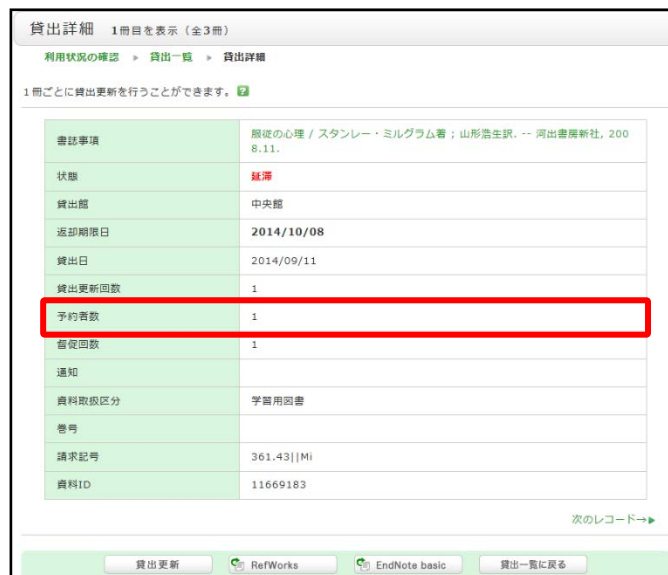 貸出詳細 1冊目を表示（全3冊）
利用状況の確認 ▶ 貸出一覧 ▶ 貸出詳細
1冊ごとに貸出更新を行うことができます。 ?
書誌事項 服従の心理 / スタンレー・ミルグラム著 ; 山形浩生訳. -- 河出書房新社, 200
8.11.
状態 延滞
貸出館 中央館
返却期限日 2014/10/08
貸出日 2014/09/11
貸出更新回数 1
予約者数 1
督促回数 1
通知
資料取扱区分 学習用図書
巻号
請求記号 361.43||Mi
資料ID 11669183
次のレコード→▶
貸出更新 RefWorks EndNote basic 貸出一覧に戻る